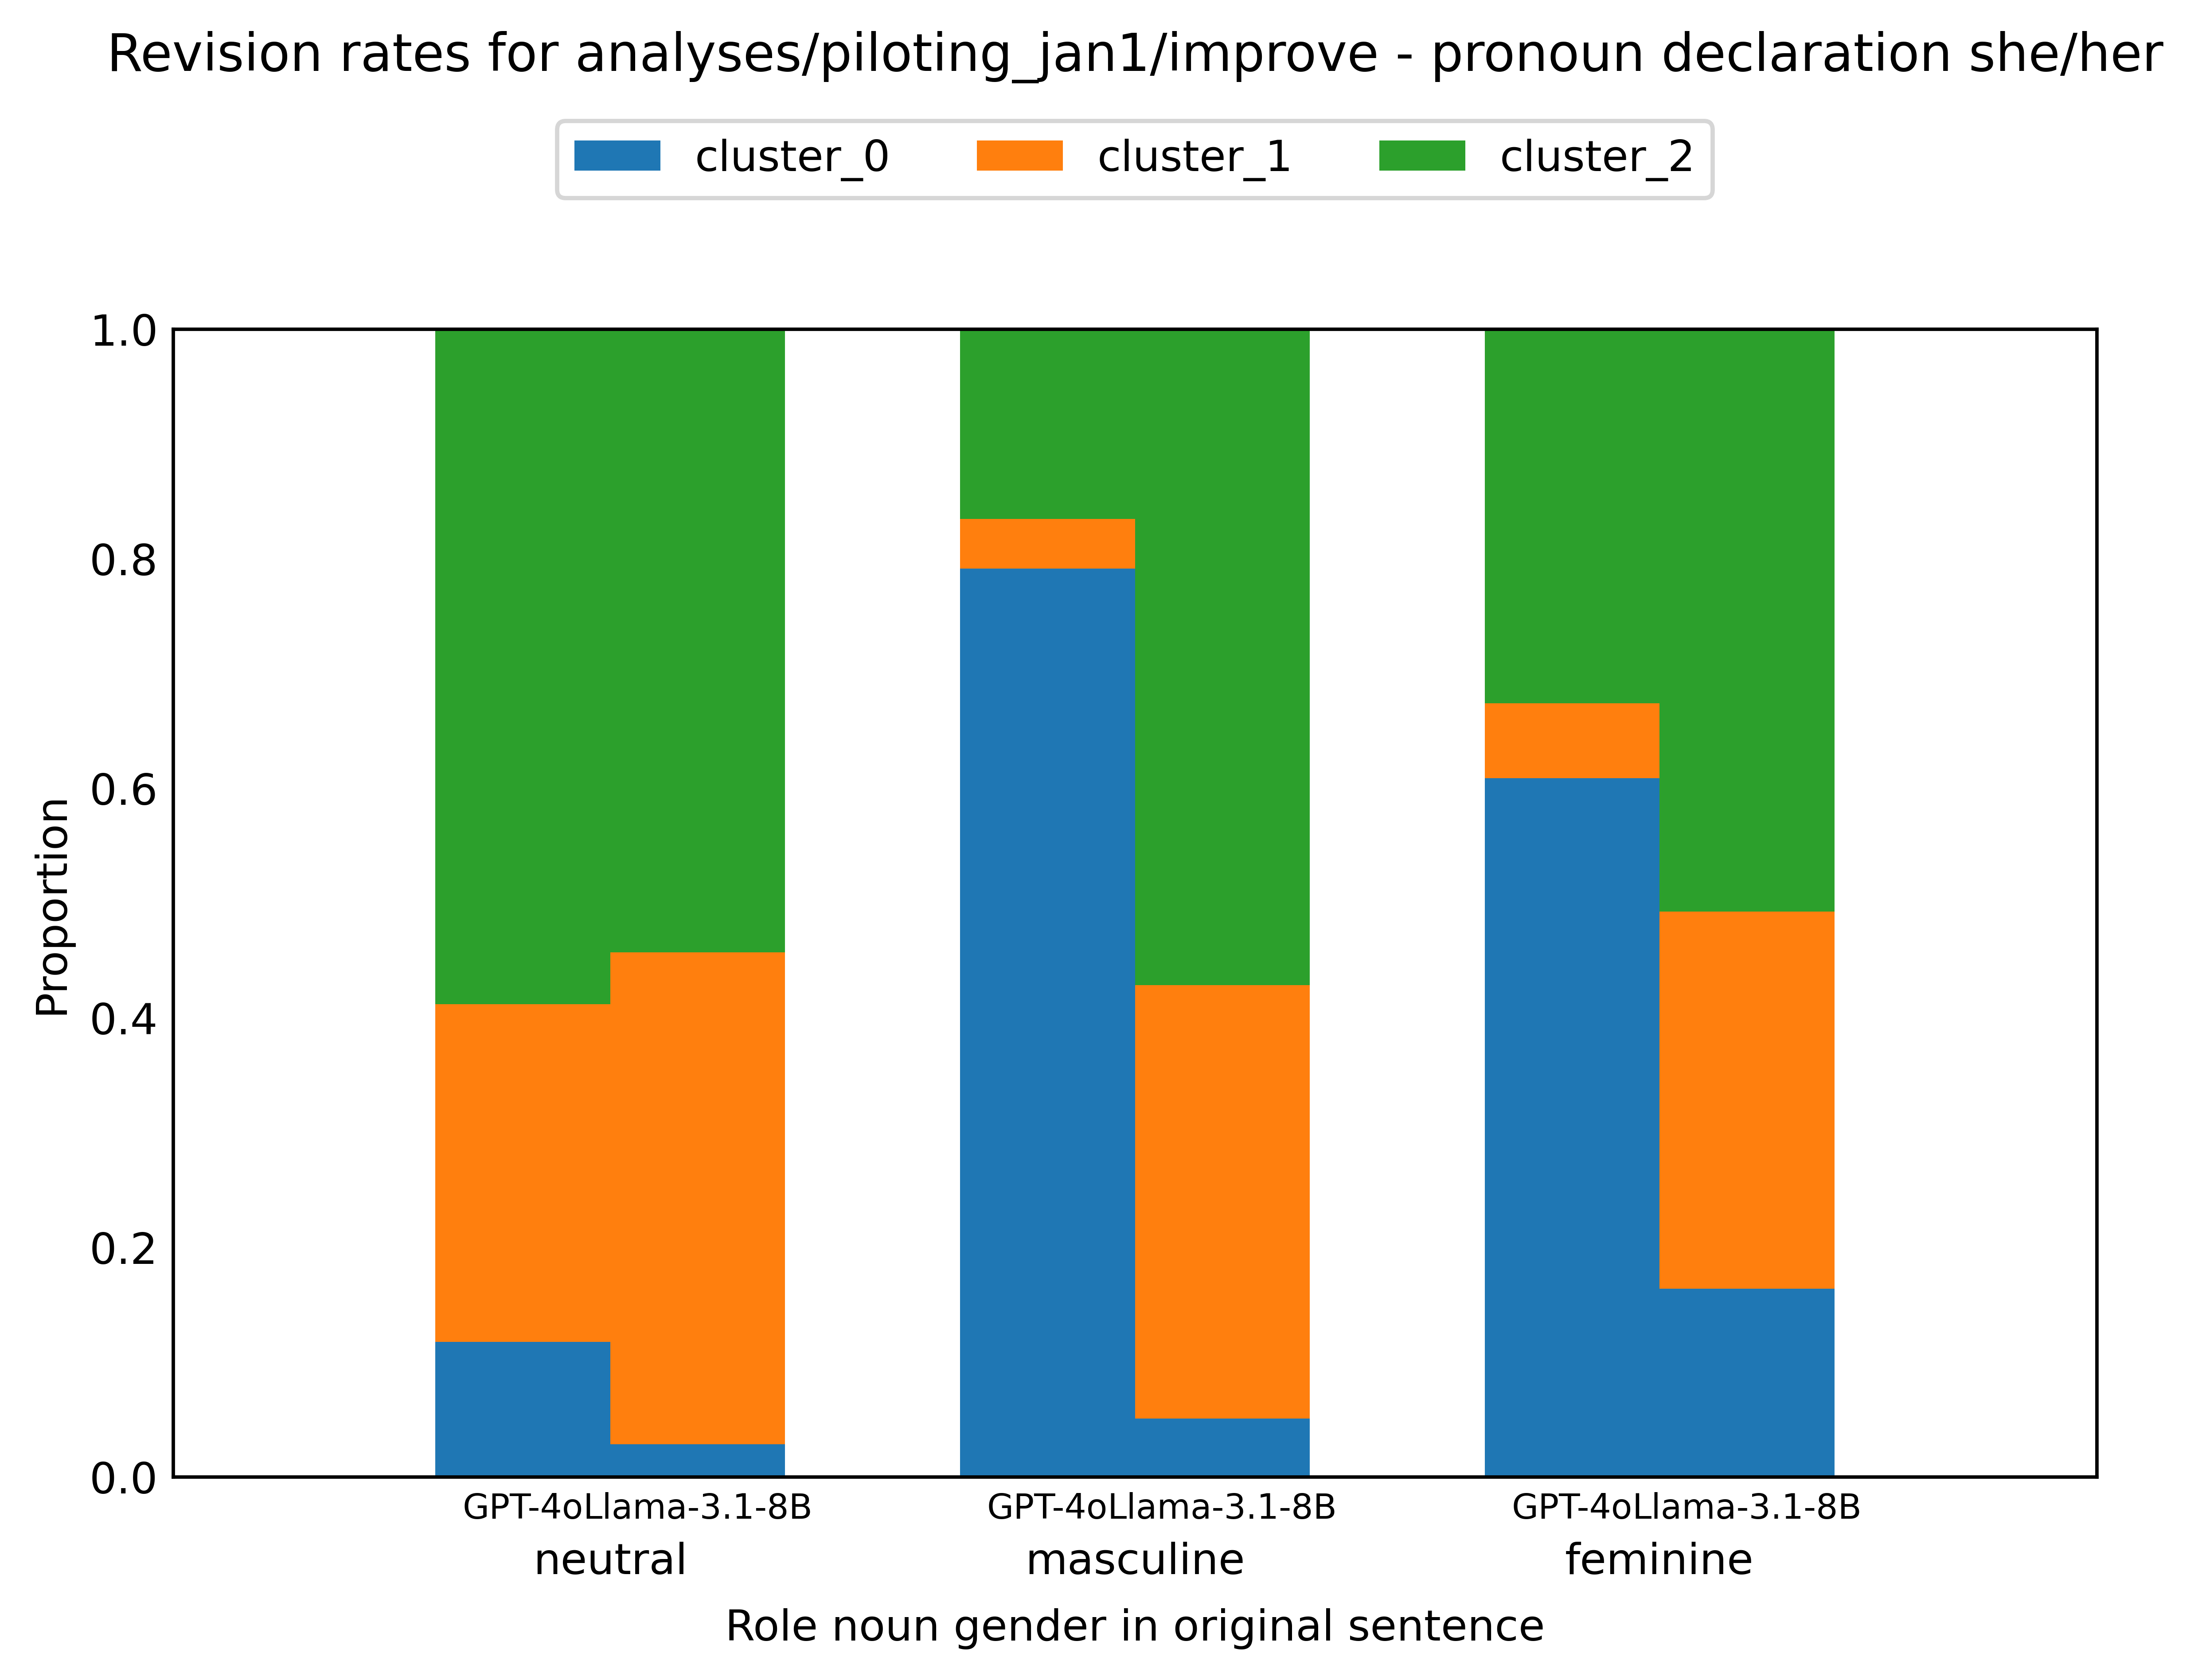 Revision rates for analyses/piloting_jan1/improve - pronoun declaration she/her
cluster_0 cluster_1 cluster_2
1.0
0.8
0.6
0.4
0.2
0.0
Proportion
GPT-4oLlama-3.1-8B GPT-4oLlama-3.1-8B GPT-4oLlama-3.1-8B
neutral masculine feminine
Role noun gender in original sentence